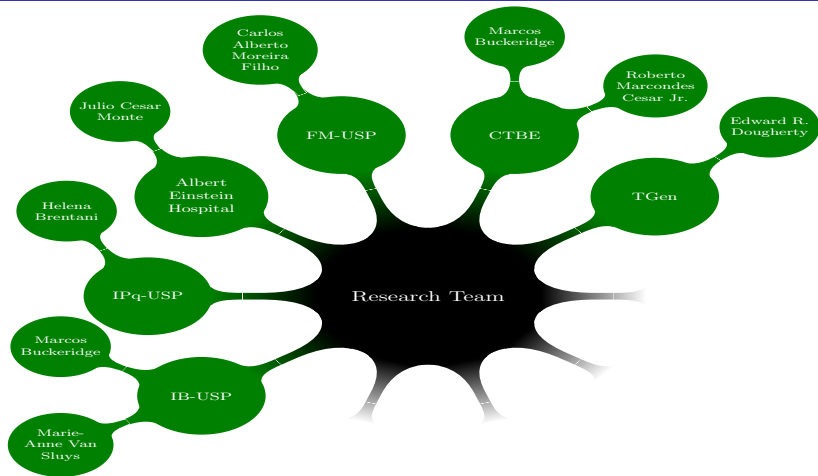 Carlos
Alberto
Moreira
Filho
Marcos
Buckeridge
Roberto
Marcondes
Cesar Jr.
Julio Cesar
Monte
Edward R.
Dougherty
FM-USP
CTBE
Albert
Einstein
Hospital
TGen
Helena
Brentani
IPq-USP
Research Team
Marcos
Buckeridge
IB-USP
Marie-
Anne Van
Sluys